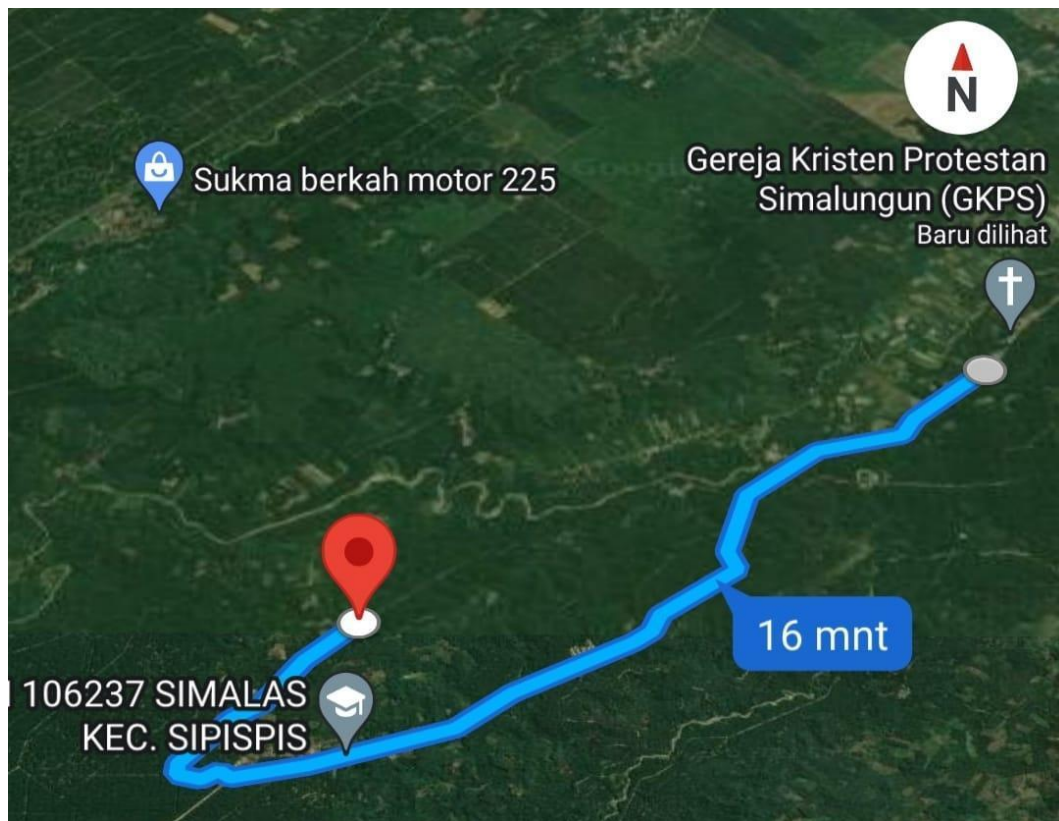 N
Sukma berkah motor 225
Gereja Kristen Protestan
Simalungun (GKPS)
Baru dilihat
16 mnt
106237 SIMALAS
KEC. SIPISPIS